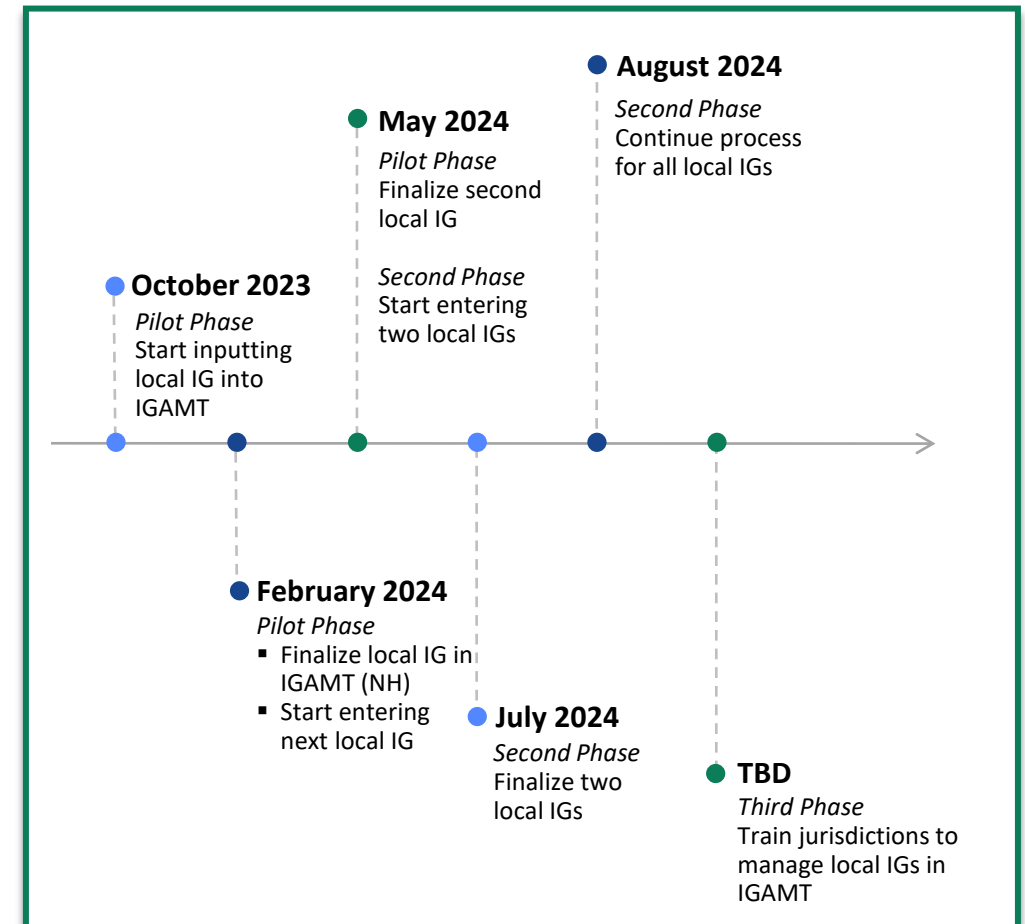 October 2023
Pilot Phase
Start inputting
local IG into
IGAMT
February 2024
Pilot Phase
▪ Finalize local IG in
IGAMT (NH)
▪ Start entering
next local IG
May 2024
Pilot Phase
Finalize second
local IG
Second Phase
Start entering
two local IGs
July 2024
Second Phase
Finalize two
local IGs
August 2024
Second Phase
Continue process
for all local IGs
TBD
Third Phase
Train jurisdictions to
manage local IGs in
IGAMT